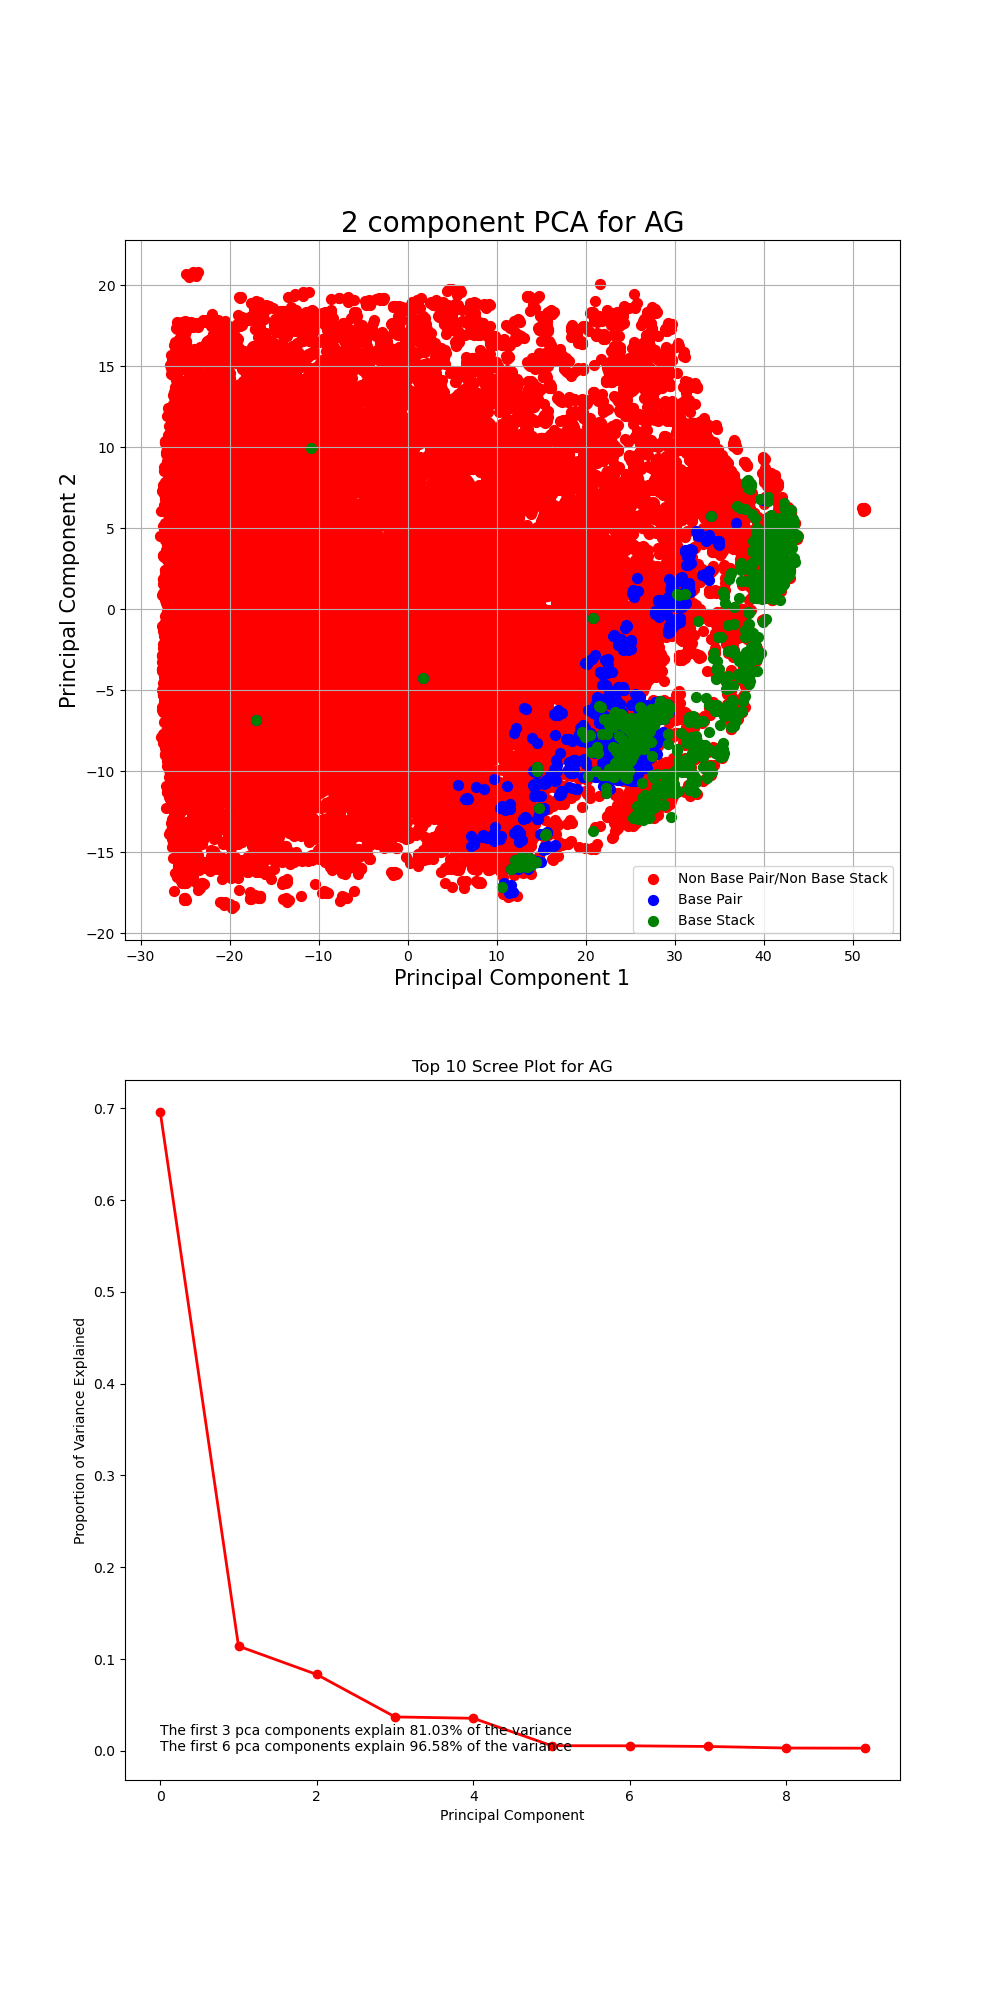 2 component PCA for AG
Principal Component 2
20
15
10
5
0
−5
−10
−15
−20
Non Base Pair/Non Base Stack
Base Pair
Base Stack
−30 −20 −10 0 10 20 30 40 50
Principal Component 1
Top 10 Scree Plot for AG
Proportion of Variance Explained
0.7
0.6
0.5
0.4
0.3
0.2
0.1
0.0
The first 3 pca components explain 81.03% of the variance
The first 6 pca components explain 96.58% of the variance
0 2 4 6 8
Principal Component